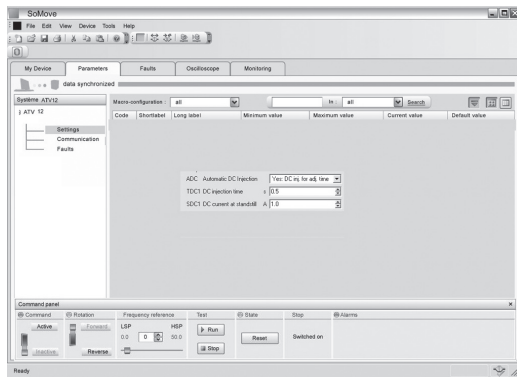 SoMove
File Edit View Device Tools Help
My Device Parameters Faults Oscilloscope Monitoring
data synchronized
Système ATV12
ATV 12
Settings
Communication
Faults
Macro-configuration : all In : all Search
Code Shortlabel Long label Minimum value Maximum value Current value Default value
ADC Automatic DC Injection Yes: DC inj. for adj. time
TDC1 DC injection time s 0.5
SDC1 DC current at standstill A 1.0
Command panel
Command Rotation Frequency reference Test State Stop Alarms
Active Forward LSP HSP Run
0.0 0 50.0 Reset Switched on
Inactive Reverse Stop
Ready